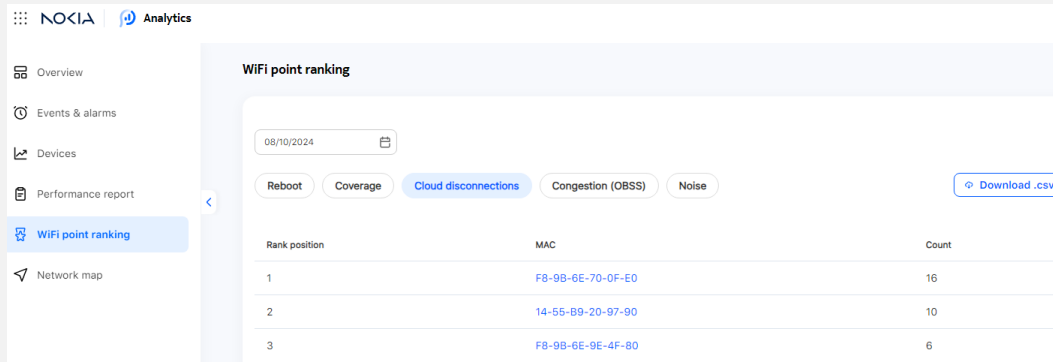 NOKIA Analytics
Overview
Events & alarms
Devices
Performance report
WiFi point ranking
Network map
WiFi point ranking
08/10/2024
Reboot Coverage Cloud disconnections Congestion (OBSS) Noise Download .csv
Rank position MAC Count
1 F8-9B-6E-70-0F-E0 16
2 14-55-B9-20-97-90 10
3 F8-9B-6E-9E-4F-80 6